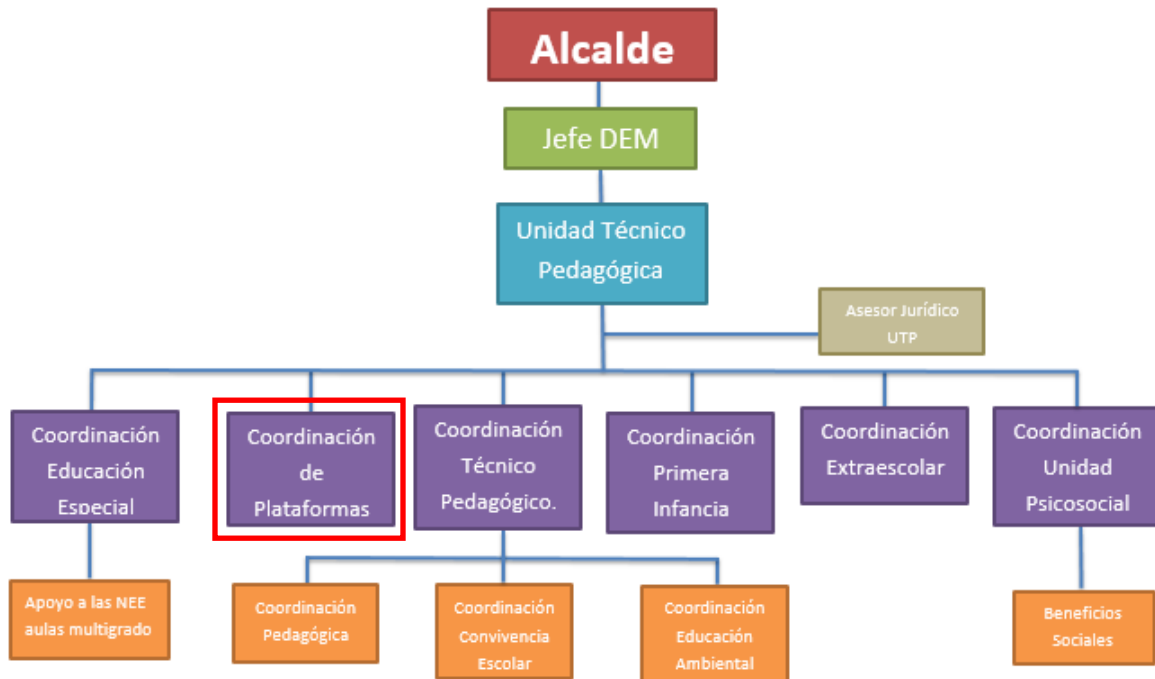 Alcalde
Jefe DEM
Unidad Técnico
Pedagógica
Asesor Jurídico
UTP
Coordinación
Educación
Especial
Coordinación
de
Plataformas
Coordinación
Técnico
Pedagógico.
Coordinación
Primera
Infancia
Coordinación
Extraescolar
Coordinación
Unidad
Psicosocial
Apoyo a las NEE
aulas multigrado
Coordinación
Pedagógica
Coordinación
Convivencia
Escolar
Coordinación
Educación
Ambiental
Beneficios
Sociales